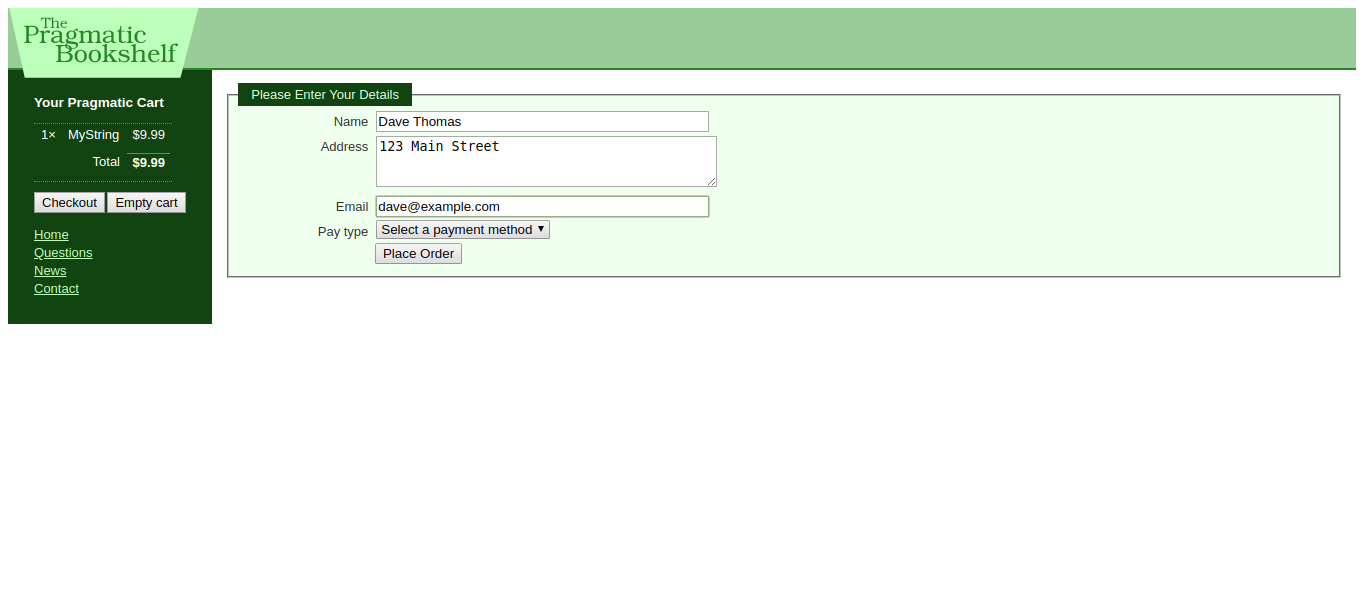 The
Pragmatic
Bookshelf
Your Pragmatic Cart
1× MyString $9.99
Total $9.99
Checkout Empty cart
Home
Questions
News
Contact
Please Enter Your Details
Name Dave Thomas
Address 123 Main Street
Email dave@example.com
Pay type Select a payment method
Place Order